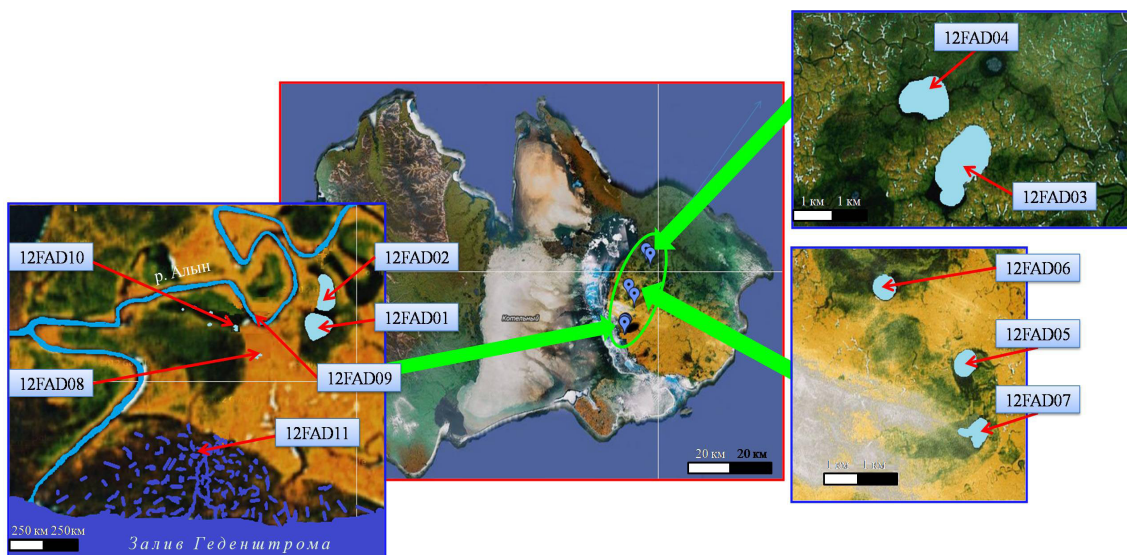 12FAD10
р. Алын
12FAD02
12FAD01
12FAD08
12FAD09
12FAD11
250 км 250км
Залив Геденштрома
Котельный
20 км 20 км
12FAD04
12FAD03
1 км 1 км
12FAD06
12FAD05
12FAD07
1 км 1 км